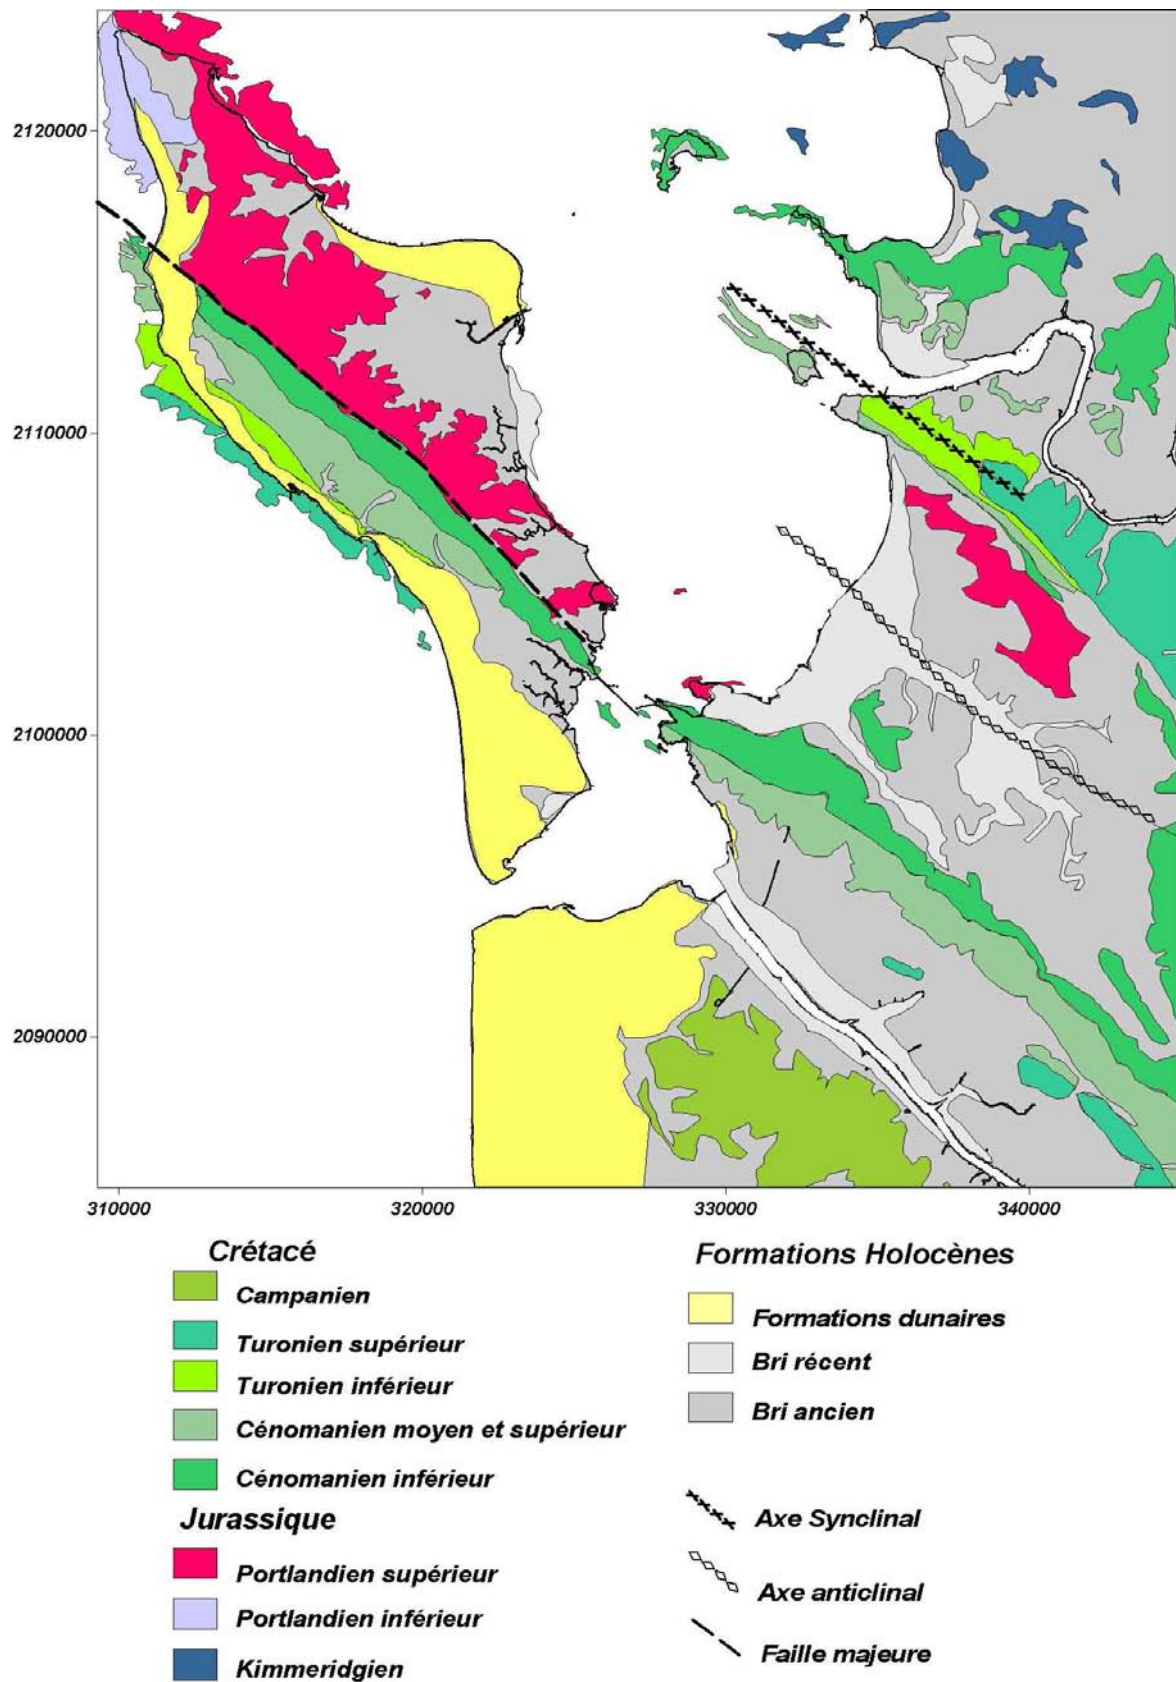 2120000
2110000
2100000
2090000
310000 320000 330000 340000
Crétacé
Campanien
Turonien supérieur
Turonien inférieur
Cénomanien moyen et supérieur
Cénomanien inférieur
Jurassique
Portlandien supérieur
Portlandien inférieur
Kimmeridgien
Formations Holocènes
Formations dunaires
Bri récent
Bri ancien
Axe Synclinal
Axe anticlinal
Faille majeure